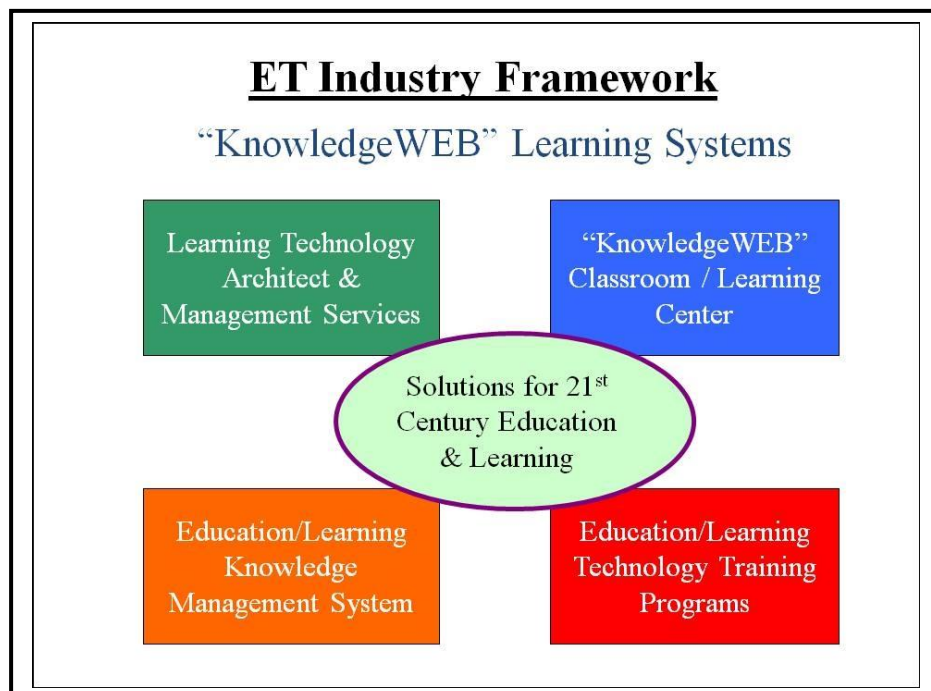 ET Industry Framework
“KnowledgeWEB” Learning Systems
Learning Technology
Architect &
Management Services
“KnowledgeWEB”
Classroom / Learning
Center
Solutions for 21st
Century Education
& Learning
Education/Learning
Knowledge
Management System
Education/Learning
Technology Training
Programs